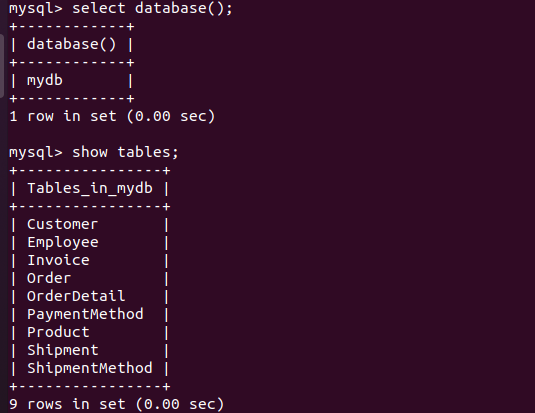 mysql> select database();
+------------+
| database() |
+------------+
| mydb       |
+------------+
1 row in set (0.00 sec)

mysql> show tables;
+----------------+
| Tables_in_mydb |
+----------------+
| Customer       |
| Employee       |
| Invoice        |
| Order          |
| OrderDetail    |
| PaymentMethod  |
| Product        |
| Shipment       |
| ShipmentMethod |
+----------------+
9 rows in set (0.00 sec)